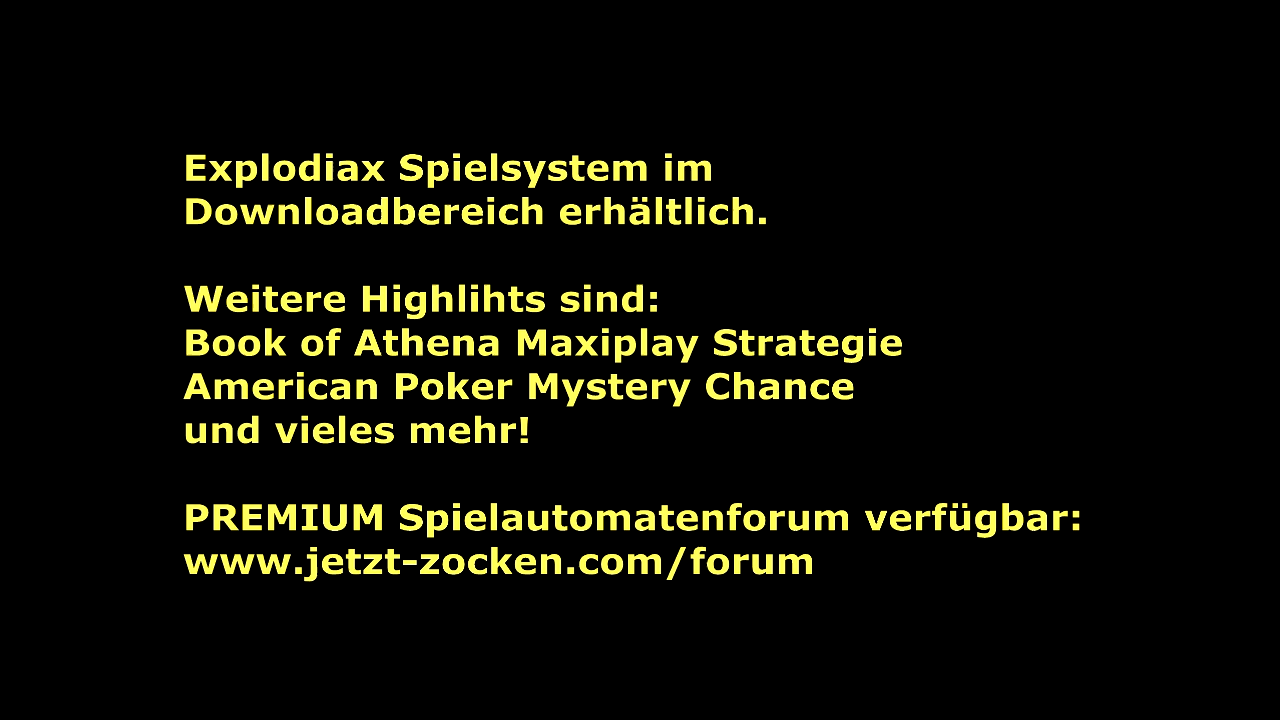 Explodiax Spielsystem im
Downloadbereich erhältlich.
Weitere Highlihts sind:
Book of Athena Maxiplay Strategie
American Poker Mystery Chance
und vieles mehr!
PREMIUM Spielautomatenforum verfügbar:
www.jetzt-zocken.com/forum